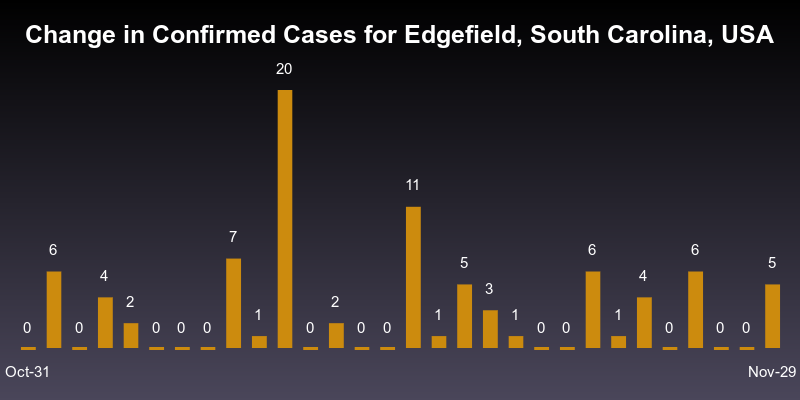 Change in Confirmed Cases for Edgefield, South Carolina, USA
0 6 0 4 2 0 0 0 7 1 20 0 2 0 0 11 1 5 3 1 0 0 6 1 4 0 6 0 0 5
Oct-31 Nov-29